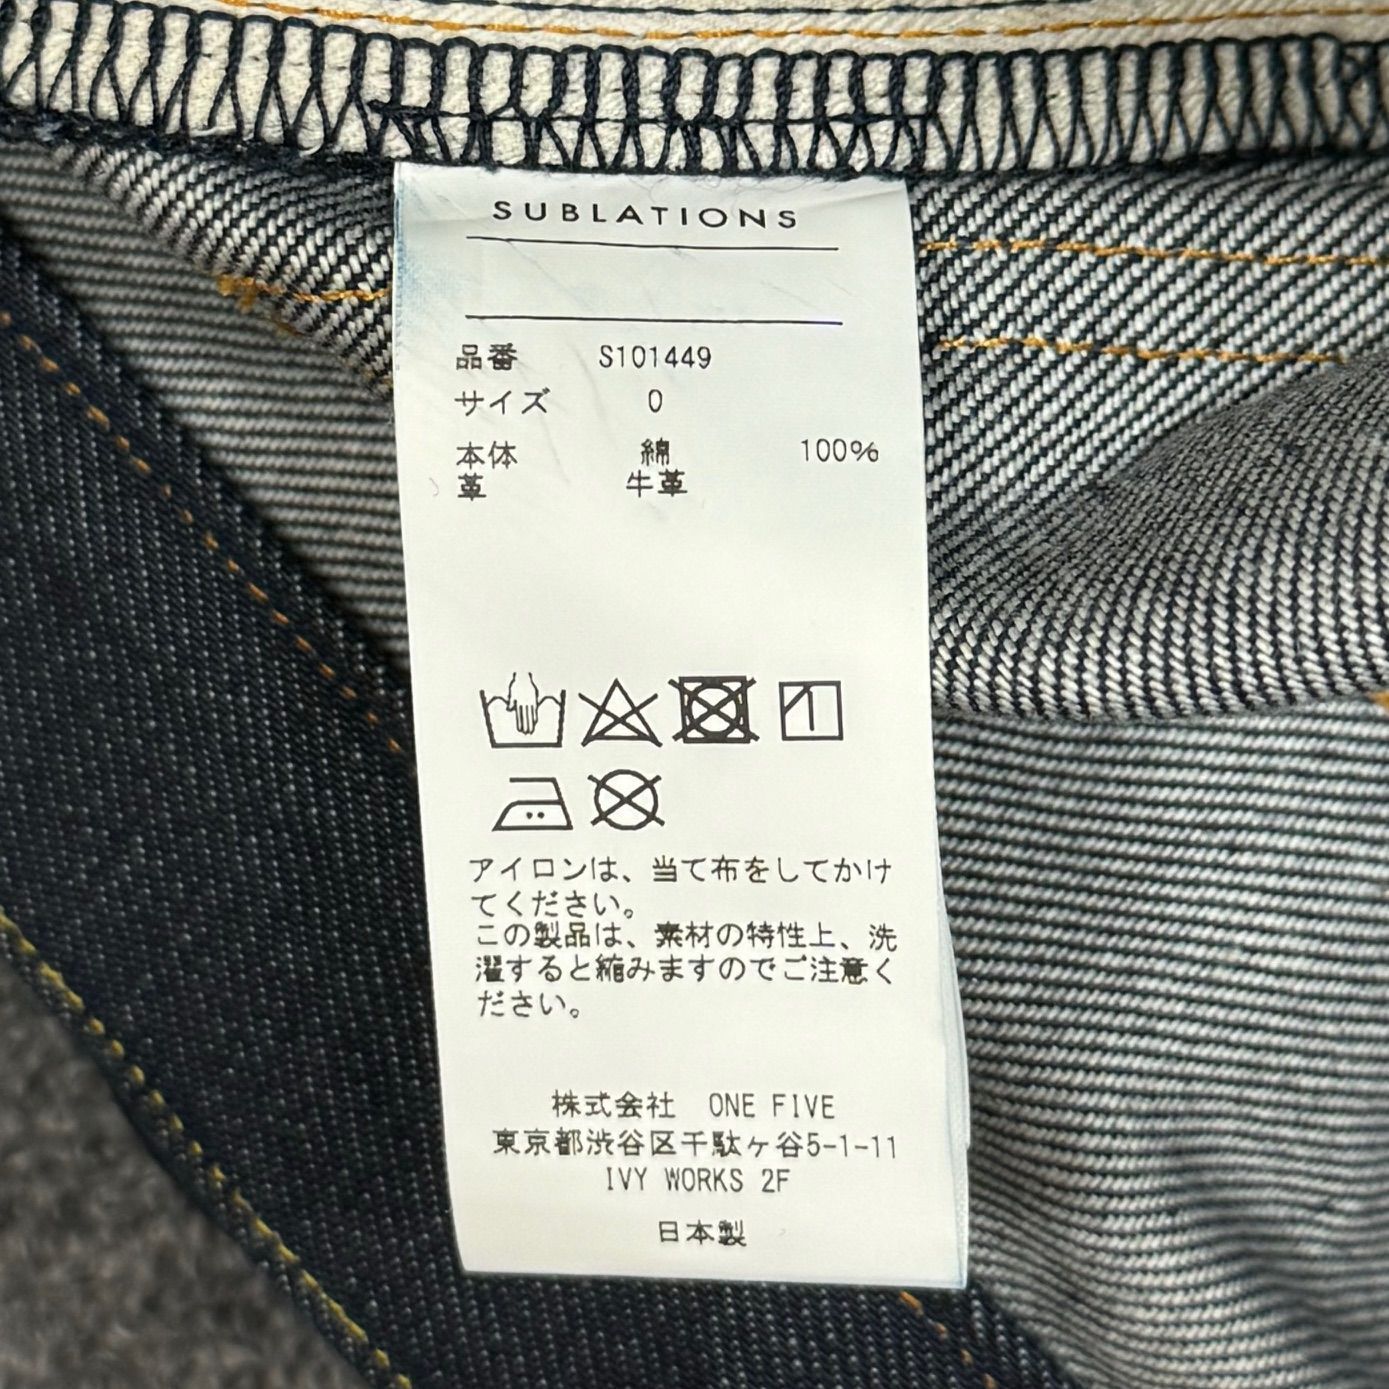 SUBLATIONS
品番 S101449
サイズ 0
本体 綿 100%
革 牛革
アイロンは、当て布をしてかけ
てください。
この製品は、素材の特性上、洗
濯すると縮みますのでご注意く
ださい。
株式会社 ONE FIVE
東京都渋谷区千駄ヶ谷5-1-11
IVY WORKS 2F
日本製